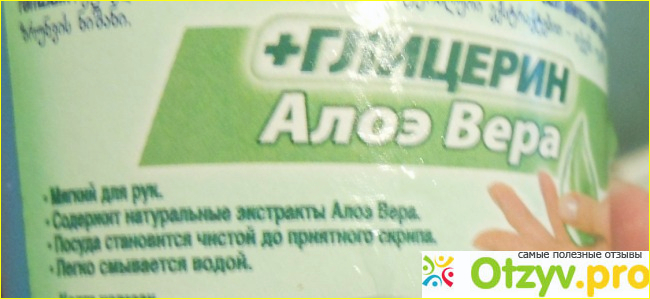 +ГЛИЦЕРИН
Алоэ Вера
• Мягкий для рук.
• Содержит натуральные экстракты Алоэ Вера.
• Посуда становится чистой до приятного скрипа.
• Легко смывается водой.
самые полезные отзывы
Otzyv.pro